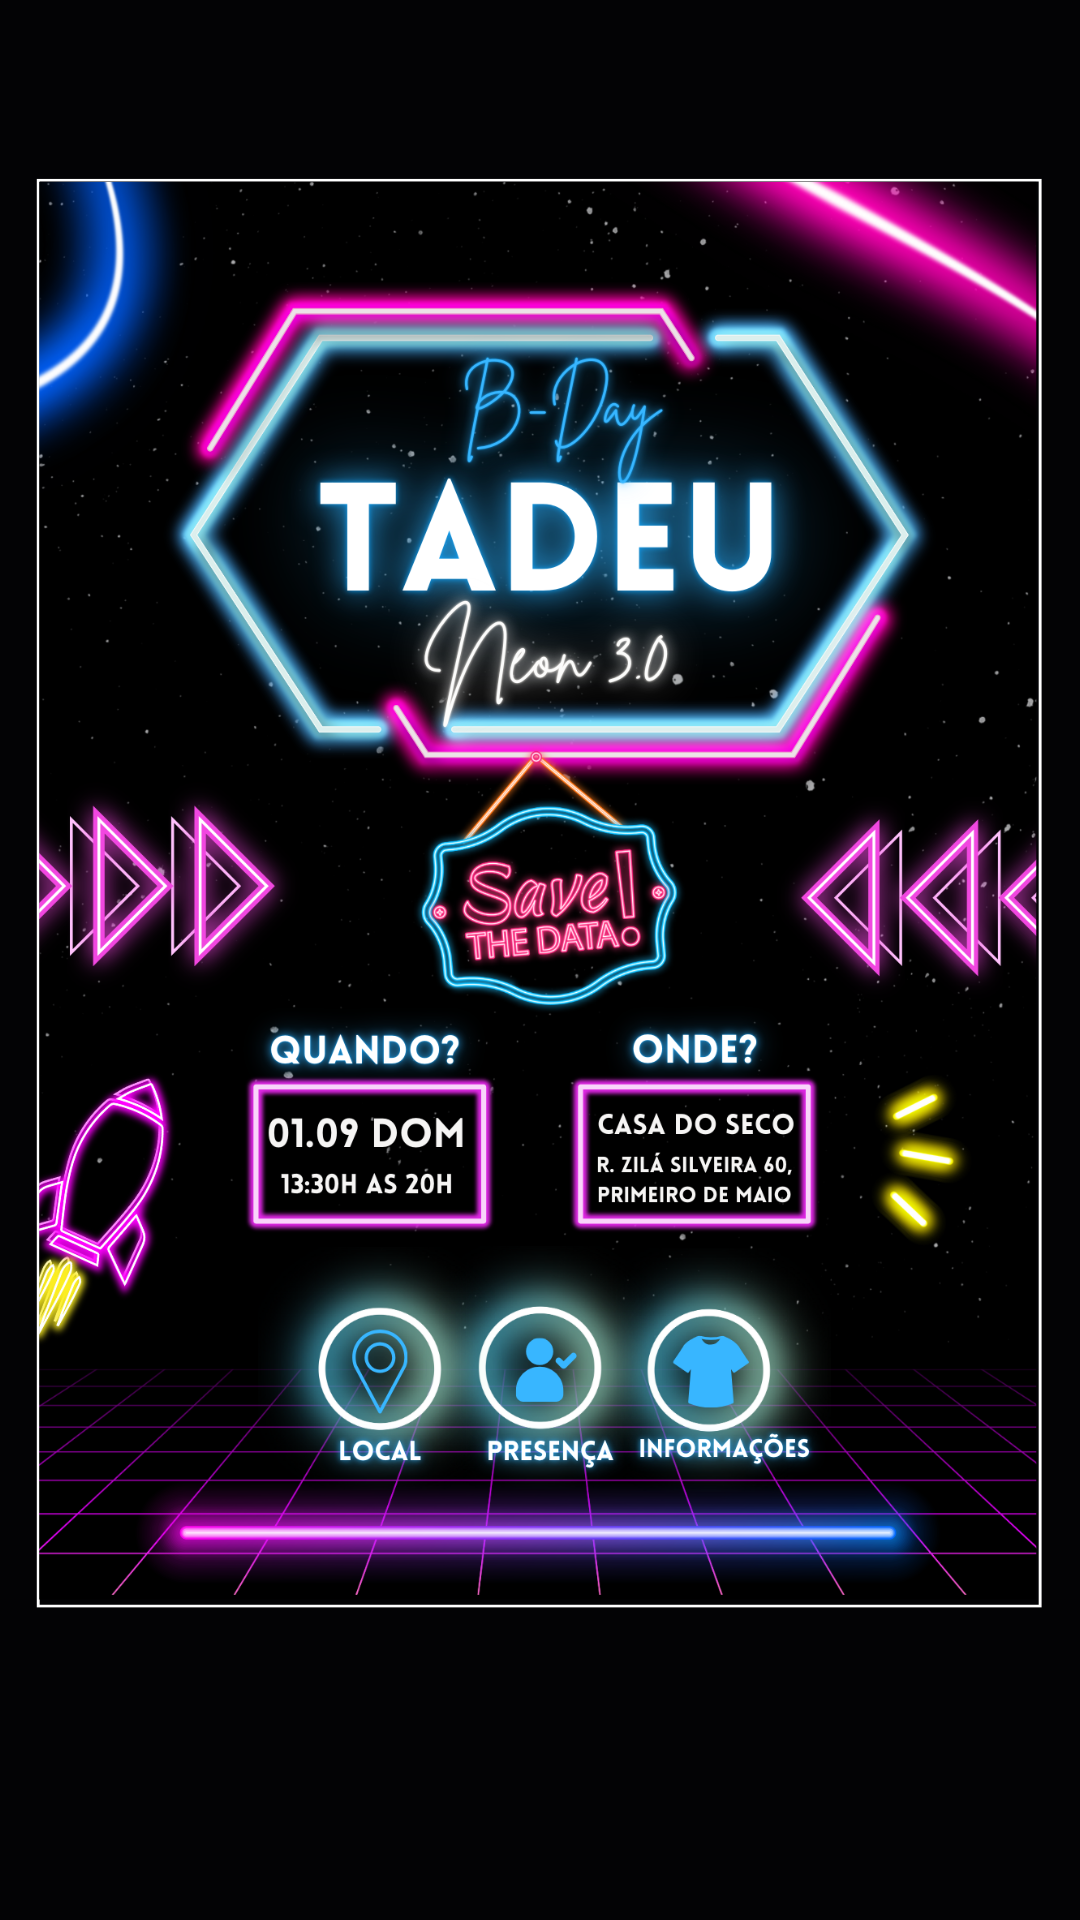 B-Day
TADEU
Neon 3.0
Save!
THE DATA
QUANDO?
01.09 DOM
13:30H AS 20H
ONDE?
CASA DO SECO
R. ZILÁ SILVEIRA 60,
PRIMEIRO DE MAIO
LOCAL
PRESENÇA
INFORMAÇÕES